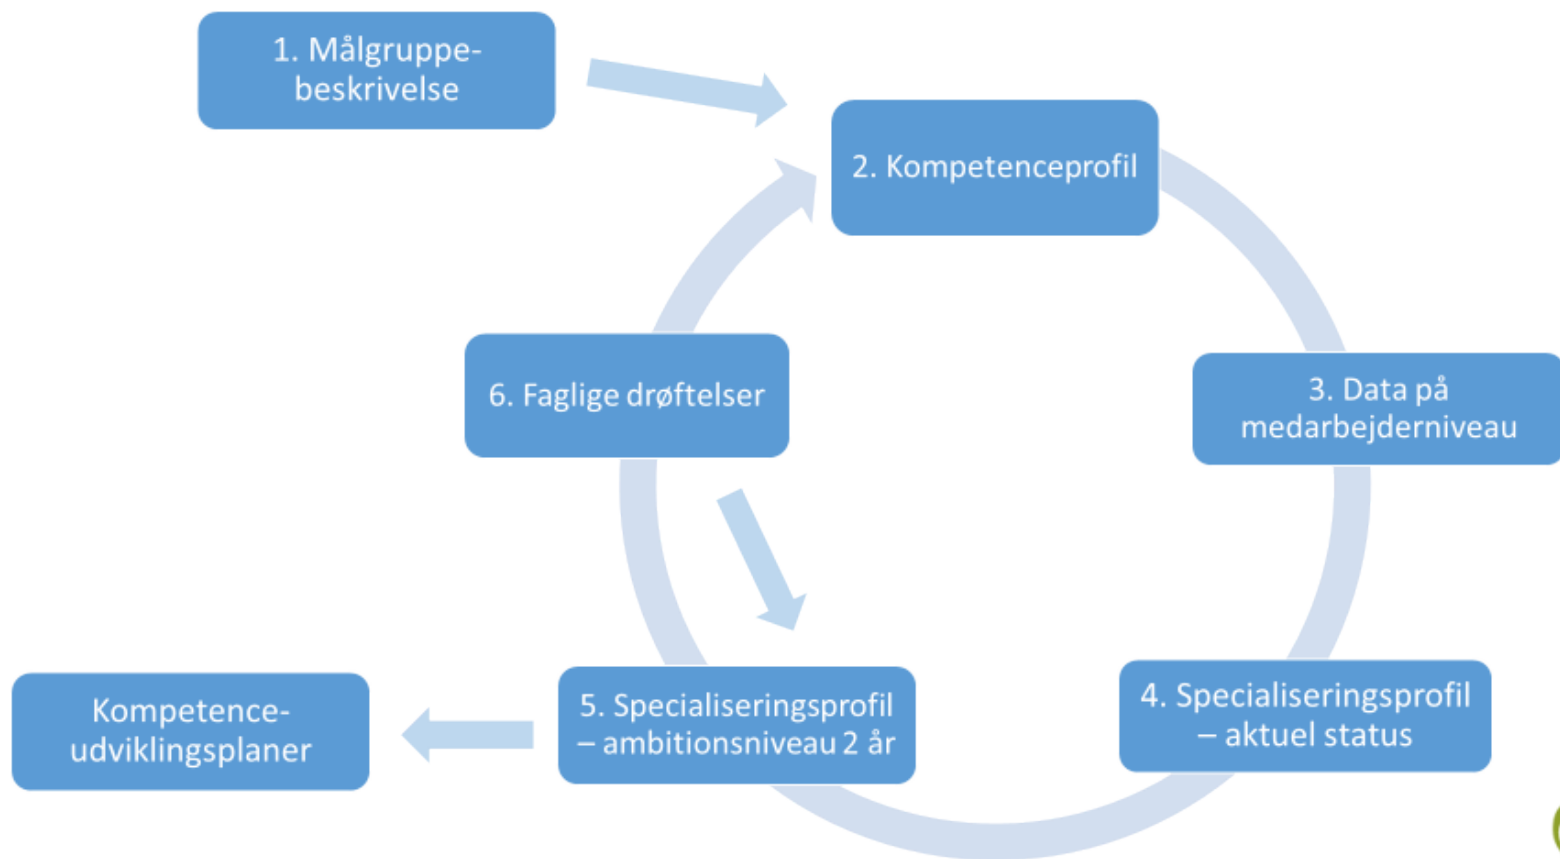 1. Målgruppe-
beskrivelse
2. Kompetenceprofil
3. Data på
medarbejderniveau
4. Specialiseringsprofil
– aktuel status
5. Specialiseringsprofil
– ambitionsniveau 2 år
6. Faglige drøftelser
Kompetence-
udviklingsplaner